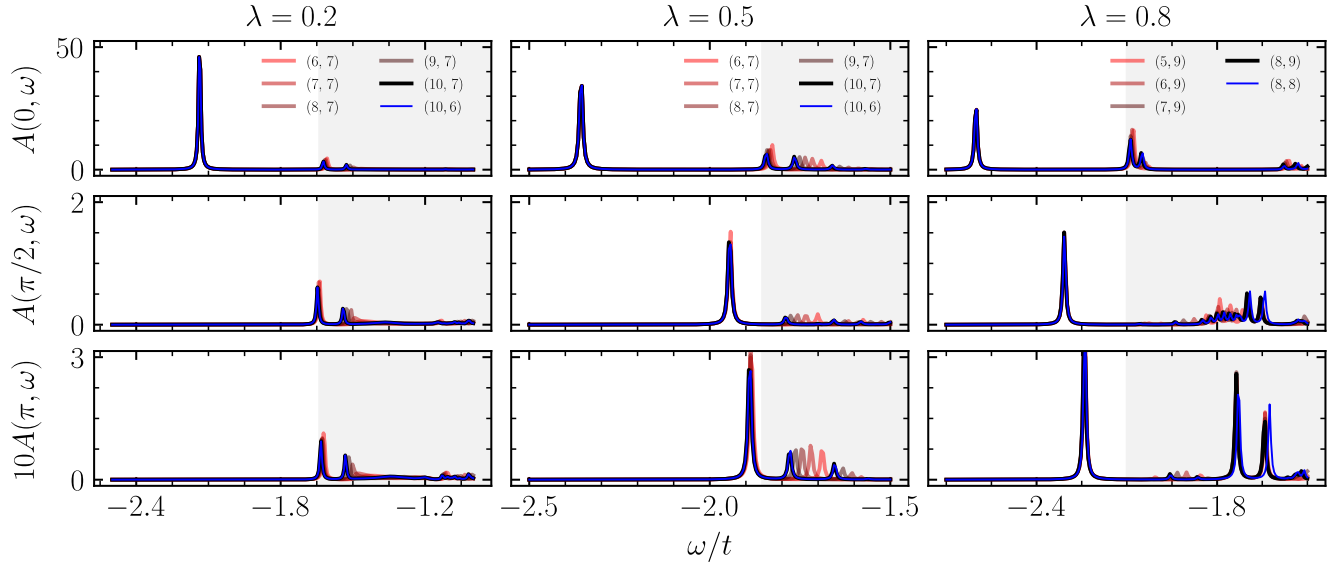 λ = 0.2 λ = 0.5 λ = 0.8
A(0, ω)
50
0
(6, 7) (9, 7)
(7, 7) (10, 7)
(8, 7) (10, 6)
(6, 7) (9, 7)
(7, 7) (10, 7)
(8, 7) (10, 6)
(5, 9) (8, 9)
(6, 9) (8, 8)
(7, 9)
A(π/2, ω)
2
0
10A(π, ω)
3
0
−2.4 −1.8 −1.2 −2.5 −2.0 −1.5 −2.4 −1.8
ω/t